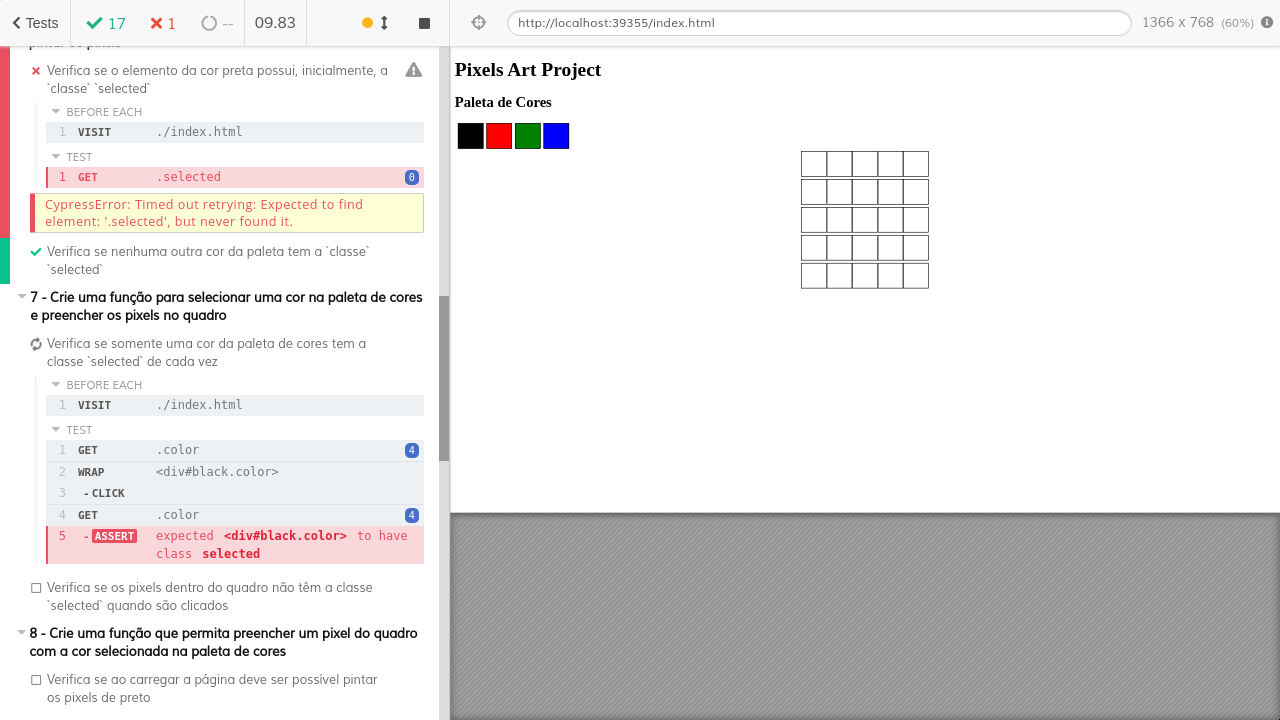 Tests
17
1
--
09.83
http://localhost:39355/index.html
1366 x 768 (60%)
pintar os pixels
Verifica se o elemento da cor preta possui, inicialmente, a
`classe` `selected`
BEFORE EACH
1 VISIT ./index.html
TEST
1 GET .selected 0
CypressError: Timed out retrying: Expected to find
element: '.selected', but never found it.
Verifica se nenhuma outra cor da paleta tem a `classe`
`selected`
7 - Crie uma função para selecionar uma cor na paleta de cores
e preencher os pixels no quadro
Verifica se somente uma cor da paleta de cores tem a
classe `selected` de cada vez
BEFORE EACH
1 VISIT ./index.html
TEST
1 GET .color 4
2 WRAP <div#black.color>
3 - CLICK
4 GET .color 4
5 - ASSERT expected <div#black.color> to have
class selected
Verifica se os pixels dentro do quadro não têm a classe
`selected` quando são clicados
8 - Crie uma função que permita preencher um pixel do quadro
com a cor selecionada na paleta de cores
Verifica se ao carregar a página deve ser possível pintar
os pixels de preto
Pixels Art Project
Paleta de Cores